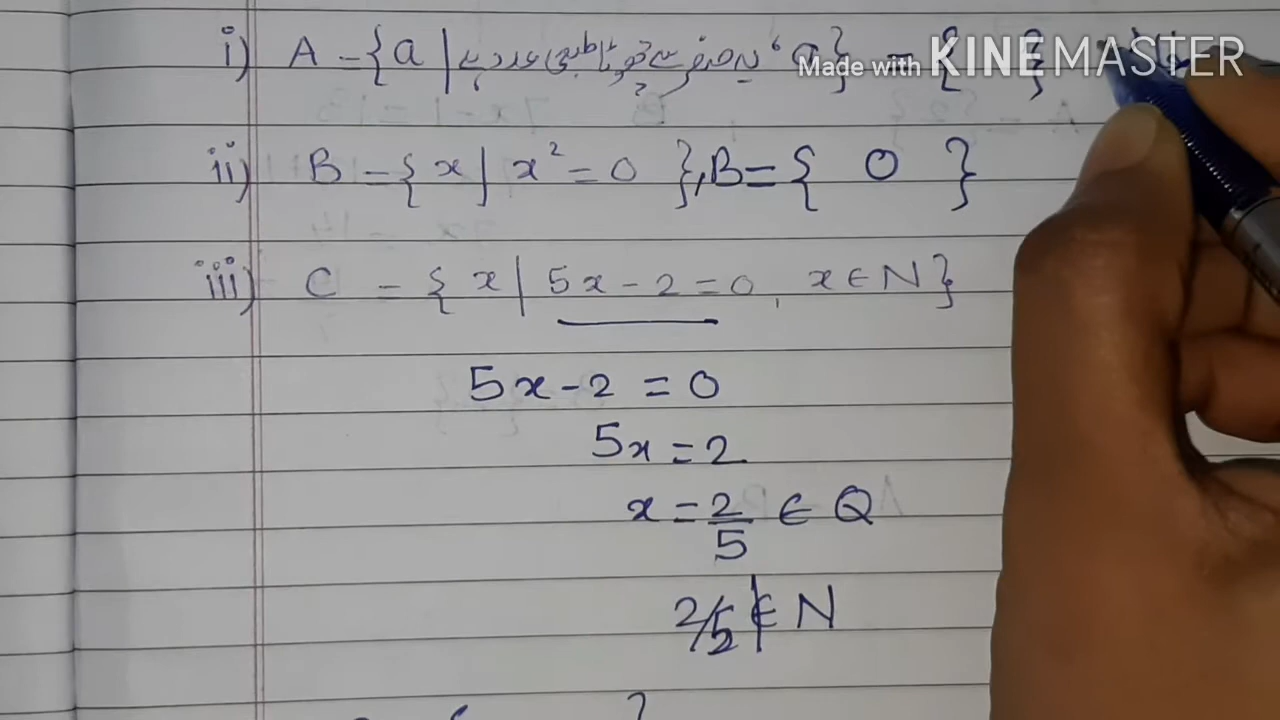 i) A = {a | a} = { }
Made with KINEMASTER
ii) B = {x | x² = 0 }, B = { 0 }
iii) C = {x | 5x - 2 = 0, x ∈ N}
5x - 2 = 0
5x = 2
x = 2/5 ∈ Q
2/5 ∉ N